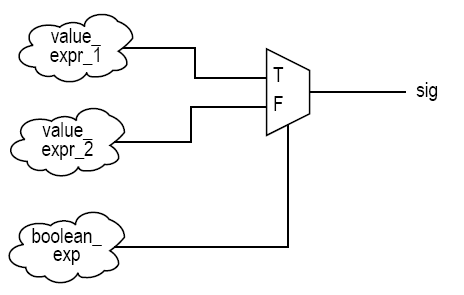 value_
expr_1
T
sig
F
value_
expr_2
boolean_
exp